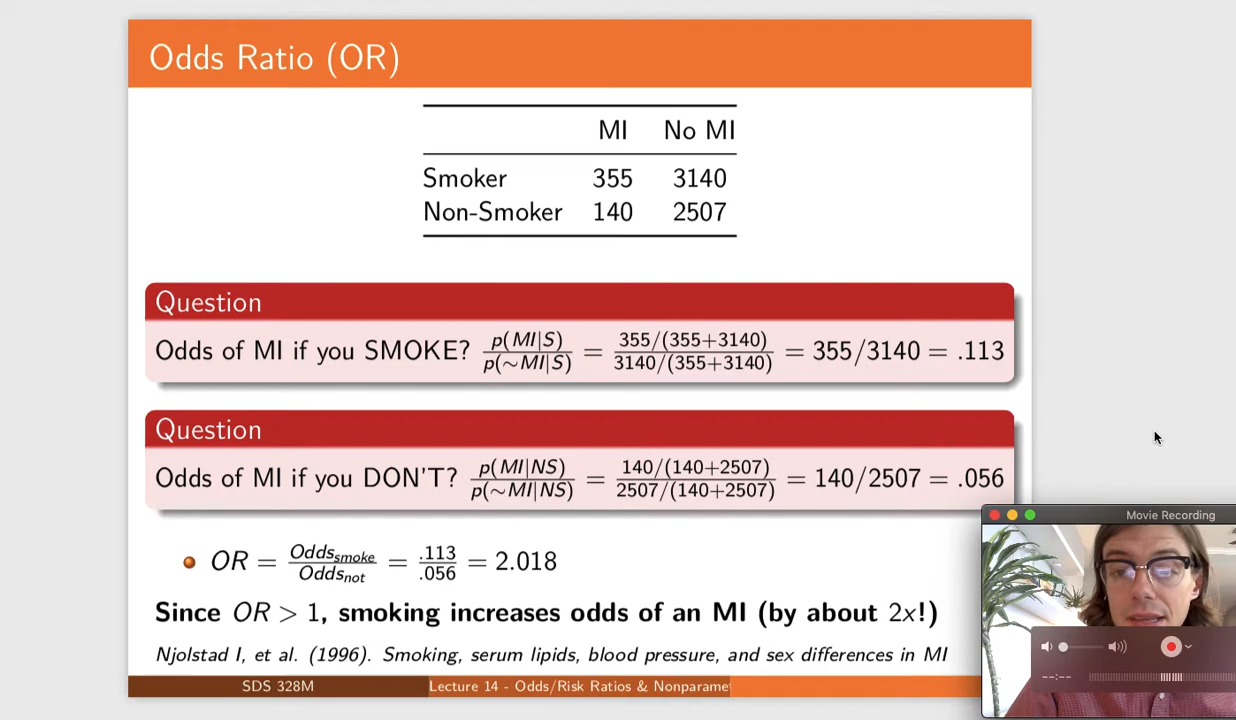 Odds Ratio (OR)
MI No MI
Smoker 355 3140
Non-Smoker 140 2507
Question
Odds of MI if you SMOKE? p(MI|S)/p(~MI|S) = 355/(355+3140)/3140/(355+3140) = 355/3140 = .113
Question
Odds of MI if you DON'T? p(MI|NS)/p(~MI|NS) = 140/(140+2507)/2507/(140+2507) = 140/2507 = .056
Movie Recording
OR = Odds_smoke/Odds_not = .113/.056 = 2.018
Since OR > 1, smoking increases odds of an MI (by about 2x!)
Njolstad I, et al. (1996). Smoking, serum lipids, blood pressure, and sex differences in MI
--:--
SDS 328M Lecture 14 - Odds/Risk Ratios & Nonparame